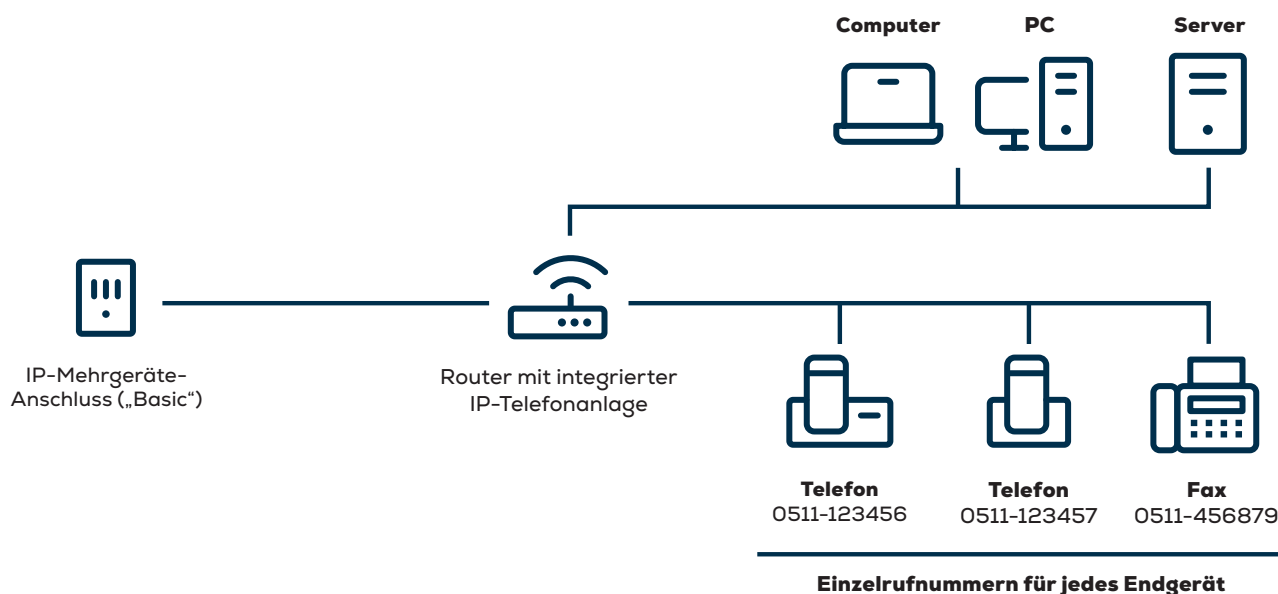 Computer
PC
Server
IP-Mehrgeräte-
Anschluss („Basic“)
Router mit integrierter
IP-Telefonanlage
Telefon
0511-123456
Telefon
0511-123457
Fax
0511-456879
Einzelrufnummern für jedes Endgerät